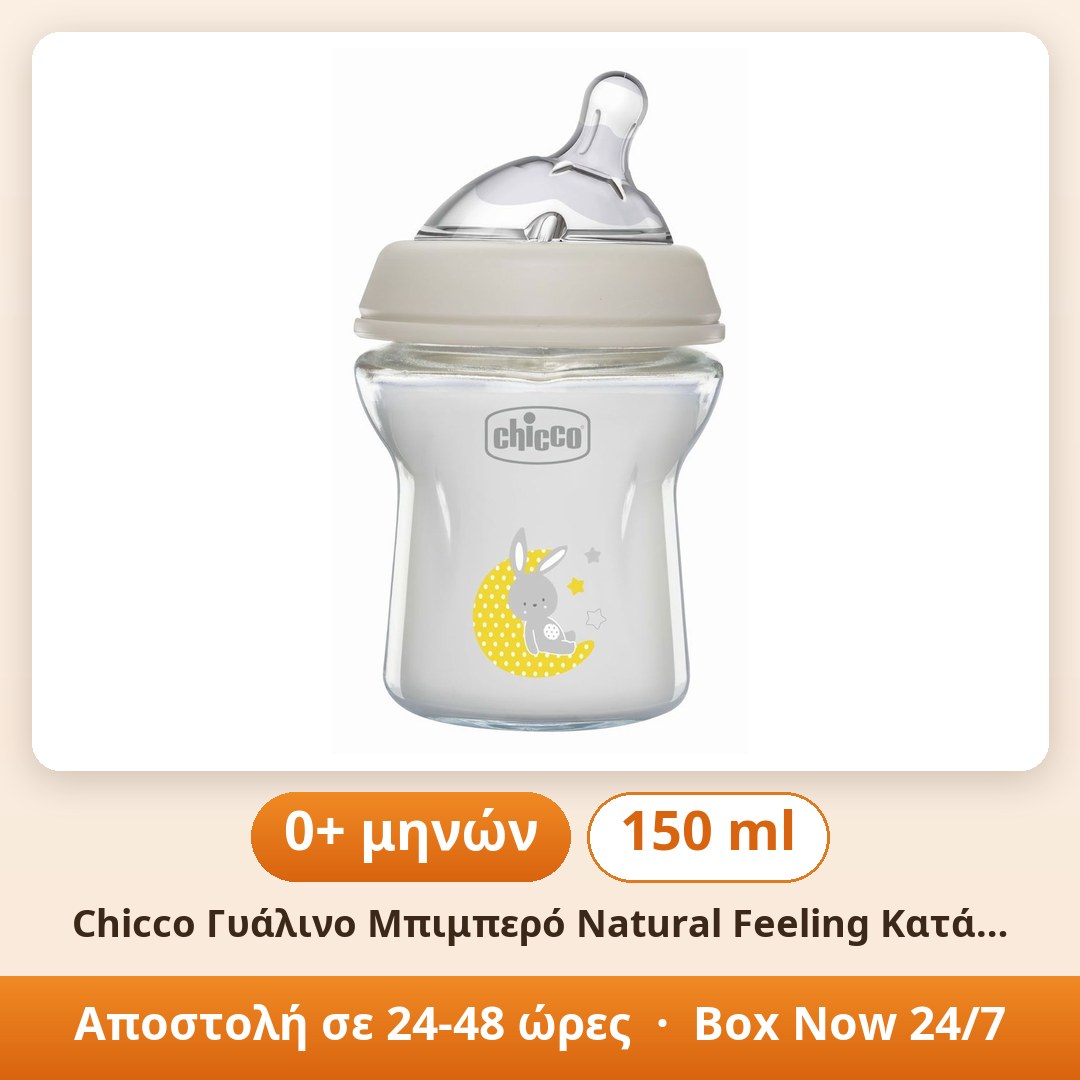 chicco
0+ μηνών
150 ml
Chicco Γυάλινο Μπιμπερό Natural Feeling Κατά...
Αποστολή σε 24-48 ώρες · Box Now 24/7